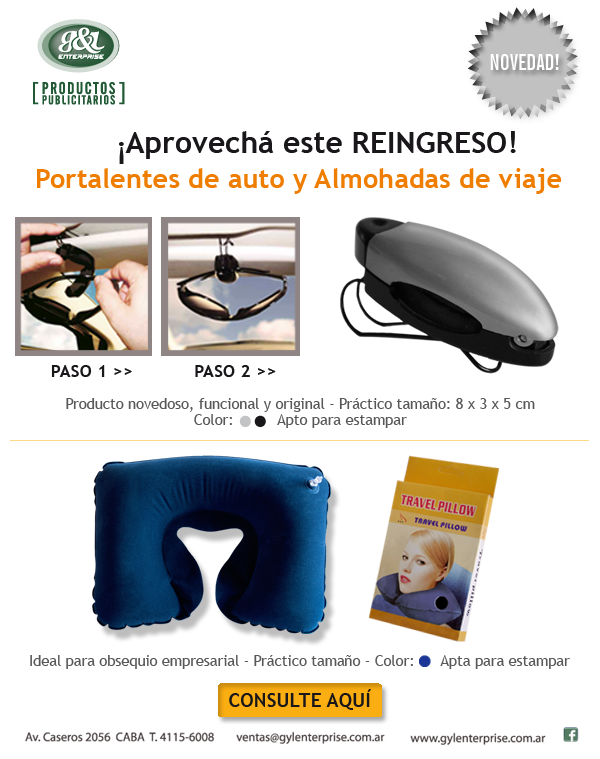 g&l
ENTERPRISE
[PRODUCTOS
PUBLICITARIOS]
NOVEDAD!
¡Aprovechá este REINGRESO!
Portalentes de auto y Almohadas de viaje
PASO 1 >>
PASO 2 >>
Producto novedoso, funcional y original - Práctico tamaño: 8 x 3 x 5 cm
Color: Apto para estampar
TRAVEL PILLOW
TRAVEL PILLOW
TRAVEL PILLOW
Ideal para obsequio empresarial - Práctico tamaño - Color: Apta para estampar
CONSULTE AQUÍ
Av. Caseros 2056 CABA T. 4115-6008 ventas@gylenterprise.com.ar www.gylenterprise.com.ar f